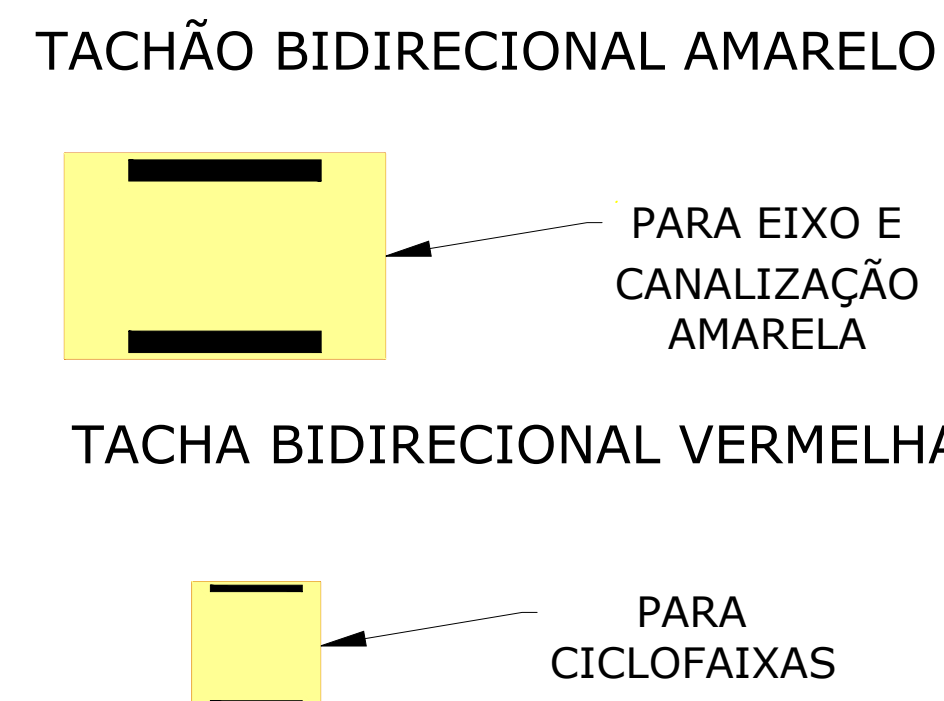 TACHÃO BIDIRECIONAL AMARELO
PARA EIXO E
CANALIZAÇÃO
AMARELA
TACHA BIDIRECIONAL VERMELHA
PARA
CICLOFAIXAS